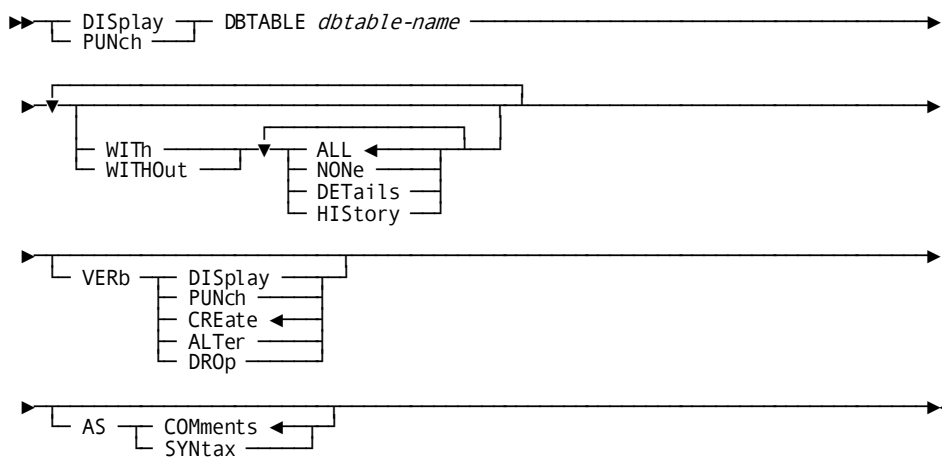 DISplay DBTABLE dbtable-name
PUNch
WITh ALL
WITHOut NONe
DETails
HIStory
VERb DISplay
PUNch
CREate
ALTer
DROp
AS COMments
SYNtax